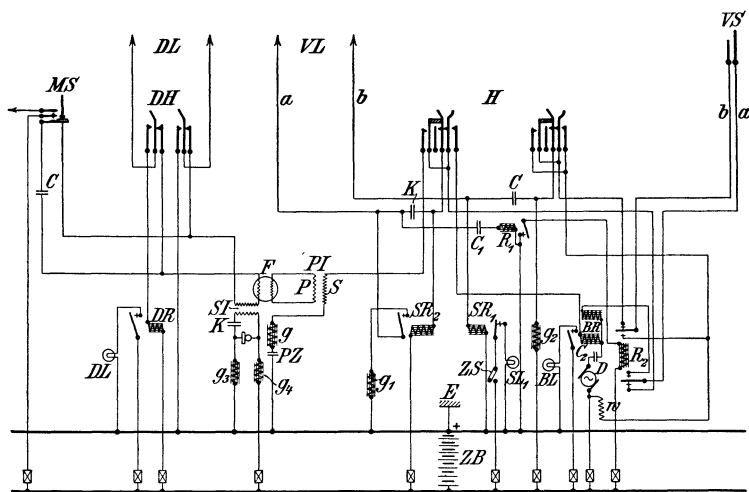 DL VL VS
MS DH H
a b b a
C K C
C₁ R₁
F PI
P S
SI SR₂ SR₁ BR
DR K g g₂ C₂ R₂
DL PZ ZS SL₁ BL D
g₃ g₄ g₁ w
E
+
ZB